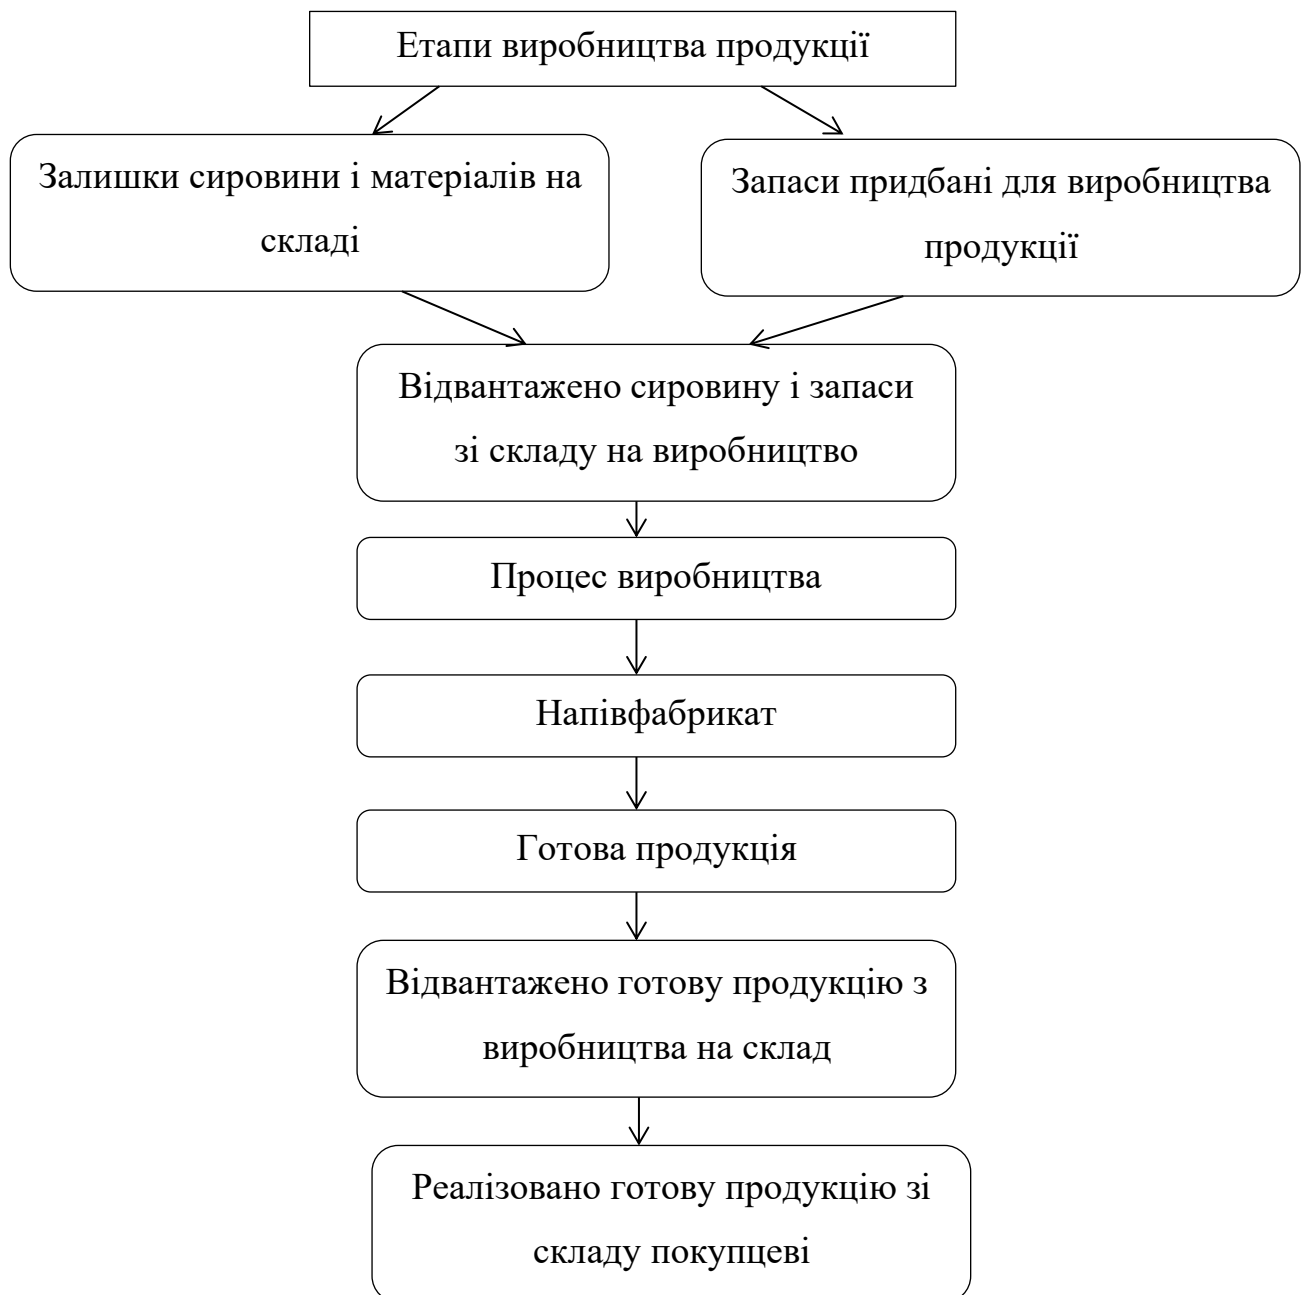 Етапи виробництва продукції
Залишки сировини і матеріалів на
складі
Запаси придбані для виробництва
продукції
Відвантажено сировину і запаси
зі складу на виробництво
Процес виробництва
Напівфабрикат
Готова продукція
Відвантажено готову продукцію з
виробництва на склад
Реалізовано готову продукцію зі
складу покупцеві